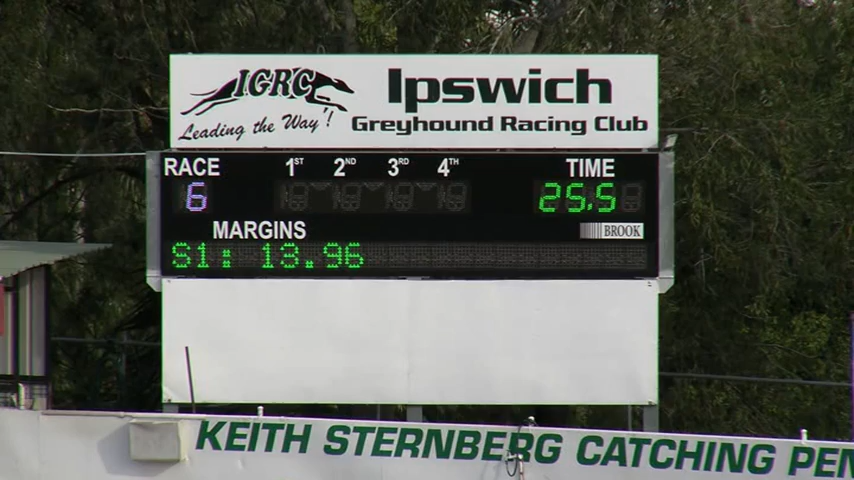 IGRC
Leading the Way!
Ipswich
Greyhound Racing Club
RACE 1ST 2ND 3RD 4TH TIME
6 25.5
MARGINS BROOK
S1: 13.96
KEITH STERNBERG CATCHING PEN